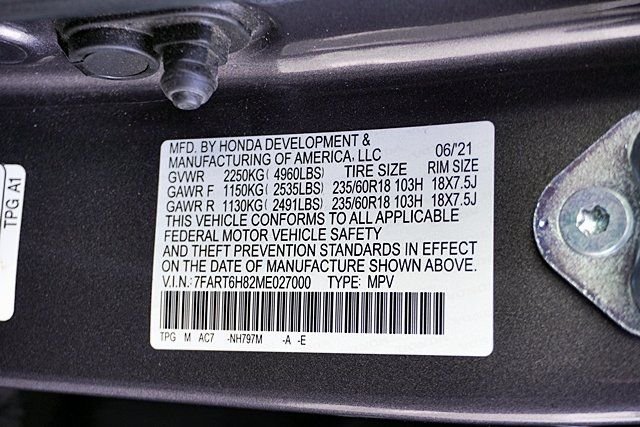 TPG A1
MFD. BY HONDA DEVELOPMENT &
MANUFACTURING OF AMERICA, LLC 06/'21
GVWR 2250KG( 4960LBS) TIRE SIZE RIM SIZE
GAWR F 1150KG( 2535LBS) 235/60R18 103H 18X7.5J
GAWR R 1130KG( 2491LBS) 235/60R18 103H 18X7.5J
THIS VEHICLE CONFORMS TO ALL APPLICABLE
FEDERAL MOTOR VEHICLE SAFETY
AND THEFT PREVENTION STANDARDS IN EFFECT
ON THE DATE OF MANUFACTURE SHOWN ABOVE.
V.I.N.: 7FART6H82ME027000 TYPE: MPV
TPG M AC7 -NH797M -A -E